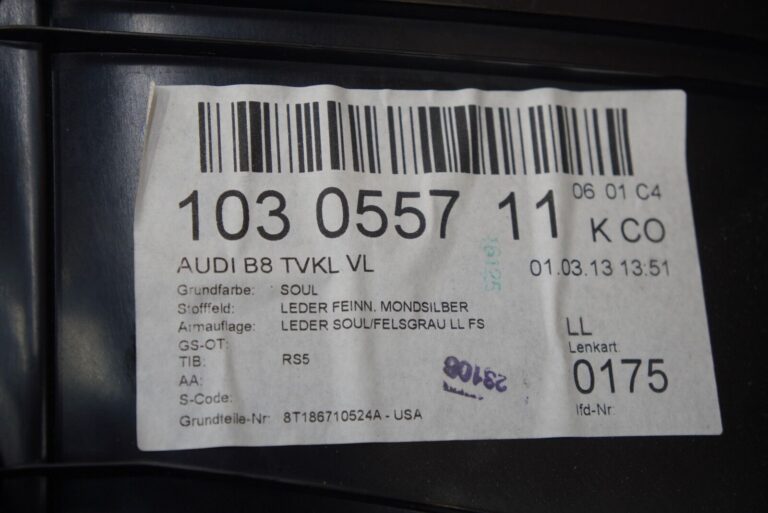 06 01 C4
103 0557 11 K CO
AUDI B8 TVKL VL
01.03.13 13:51
Grundfarbe: SOUL
Stofffeld: LEDER FEINN. MONDSILBER
Armauflage: LEDER SOUL/FELSGRAU LL FS
GS-OT:
TIB: RS5
AA:
S-Code:
Grundteile-Nr: 8T186710524A - USA
LL
Lenkart:
0175
lfd-Nr:
16125